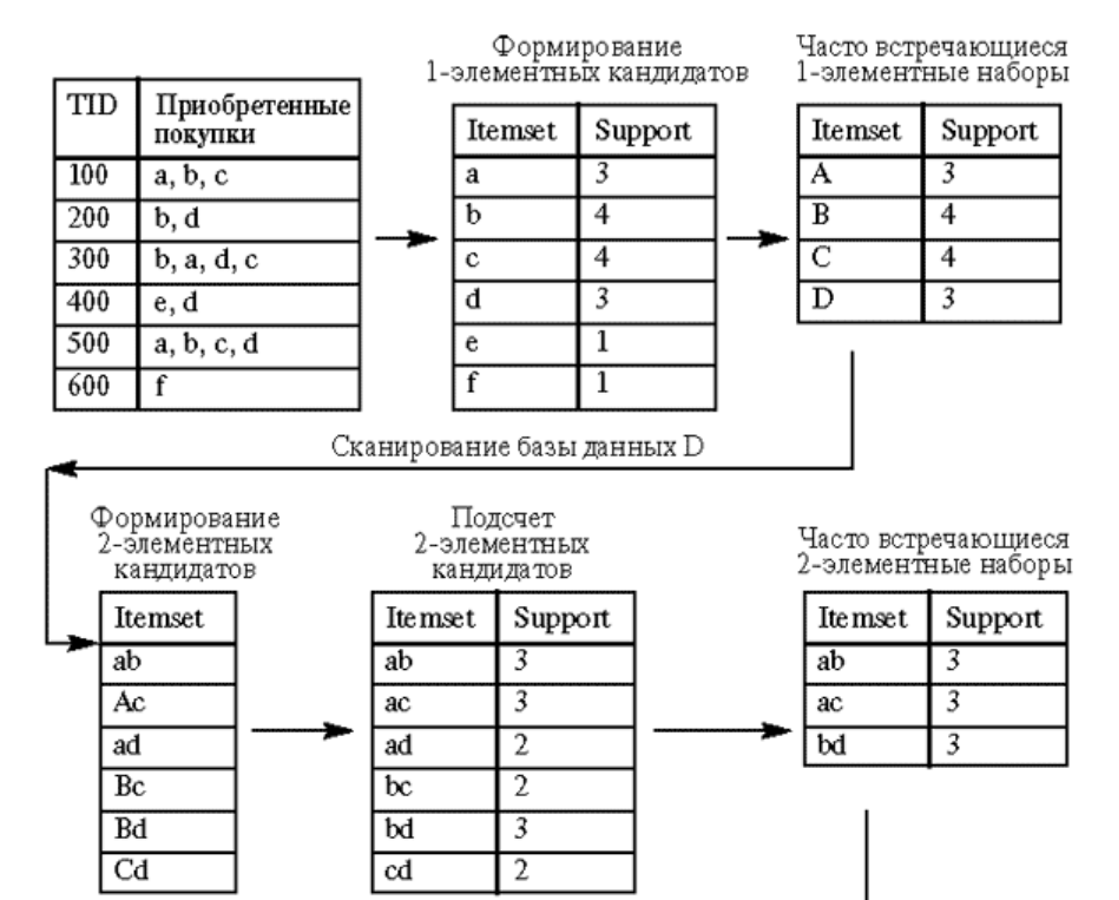 Формирование
1-элементных кандидатов
Часто встречающиеся
1-элементные наборы
TID Приобретенные
покупки
100 a, b, c
200 b, d
300 b, a, d, c
400 e, d
500 a, b, c, d
600 f
Itemset Support
a 3
b 4
c 4
d 3
e 1
f 1
Itemset Support
A 3
B 4
C 4
D 3
Сканирование базы данных D
Формирование
2-элементных
кандидатов
Подсчет
2-элементных
кандидатов
Часто встречающиеся
2-элементные наборы
Itemset
ab
Ac
ad
Bc
Bd
Cd
Itemset Support
ab 3
ac 3
ad 2
bc 2
bd 3
cd 2
Itemset Support
ab 3
ac 3
bd 3